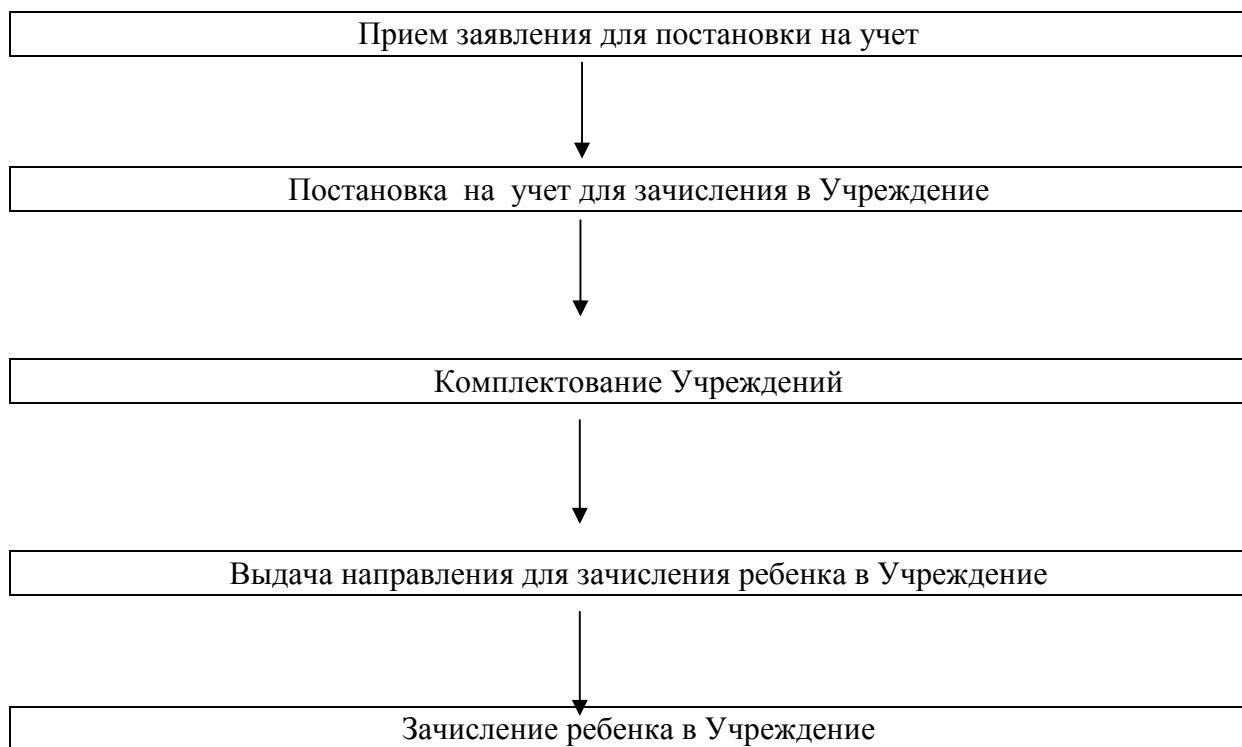 Прием заявления для постановки на учет
Постановка на учет для зачисления в Учреждение
Комплектование Учреждений
Выдача направления для зачисления ребенка в Учреждение
Зачисление ребенка в Учреждение